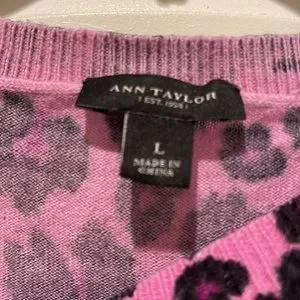 ANN TAYLOR
EST. 1954
L
MADE IN
CHINA